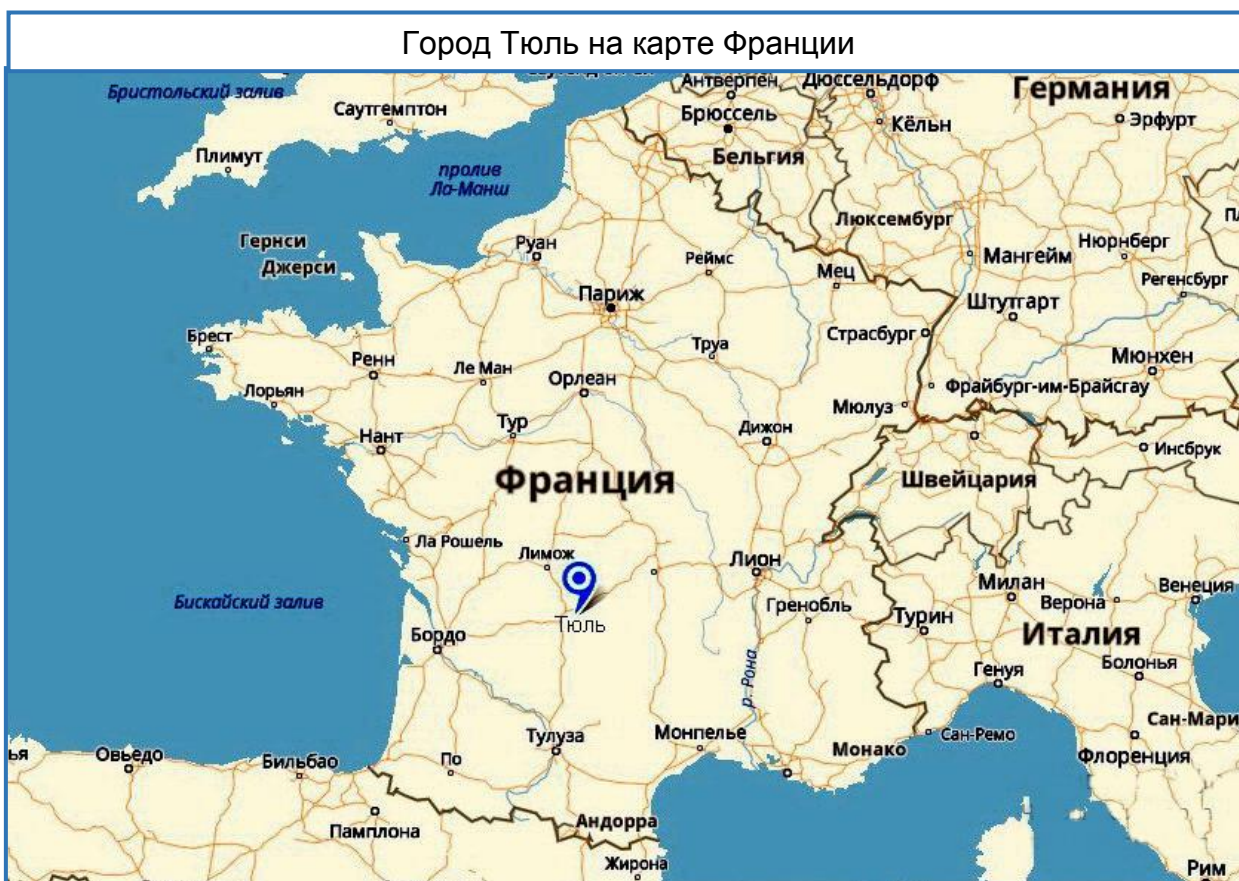 Город Тюль на карте Франции
Антверпен
Дюссельдорф
Германия
Бристольский залив
Саутгемптон
Брюссель
Кёльн
Эрфурт
Плимут
Бельгия
пролив
Ла-Манш
Люксембург
Гернси
Джерси
Руан
Реймс
Мец
Мангейм
Нюрнберг
Регенсбург
Париж
Штутгарт
Брест
Ренн
Ле Ман
Труа
Страсбург
Мюнхен
Лорьян
Орлеан
Фрайбург-им-Брайсгау
Мюлуз
Нант
Тур
Дижон
Инсбрук
Франция
Швейцария
Ла Рошель
Лимож
Лион
Милан
Венеция
Бискайский залив
Верона
Гренобль
Турин
Тюль
Бордо
Италия
Болонья
р. Рона
Генуя
Тулуза
Монпелье
Монако
Сан-Ремо
Сан-Мари
Флоренция
ья
Овьедо
Бильбао
По
Памплона
Андорра
Жирона
Рим